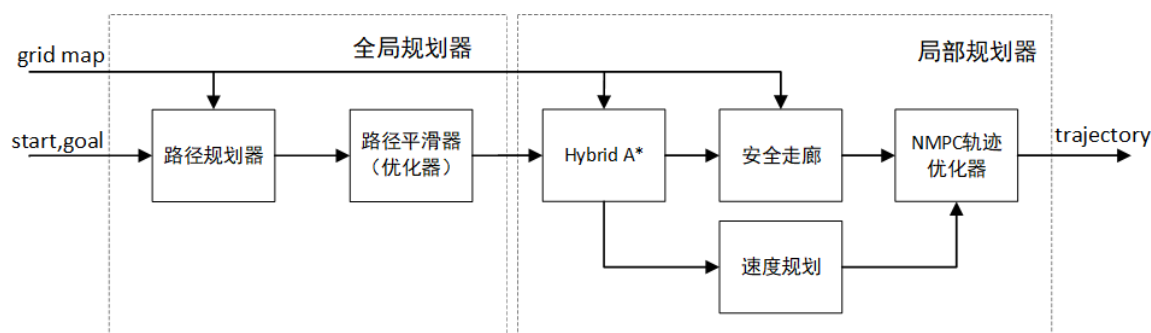 全局规划器
局部规划器
grid map
start,goal
路径规划器
路径平滑器
（优化器）
Hybrid A*
安全走廊
NMPC轨迹
优化器
trajectory
速度规划